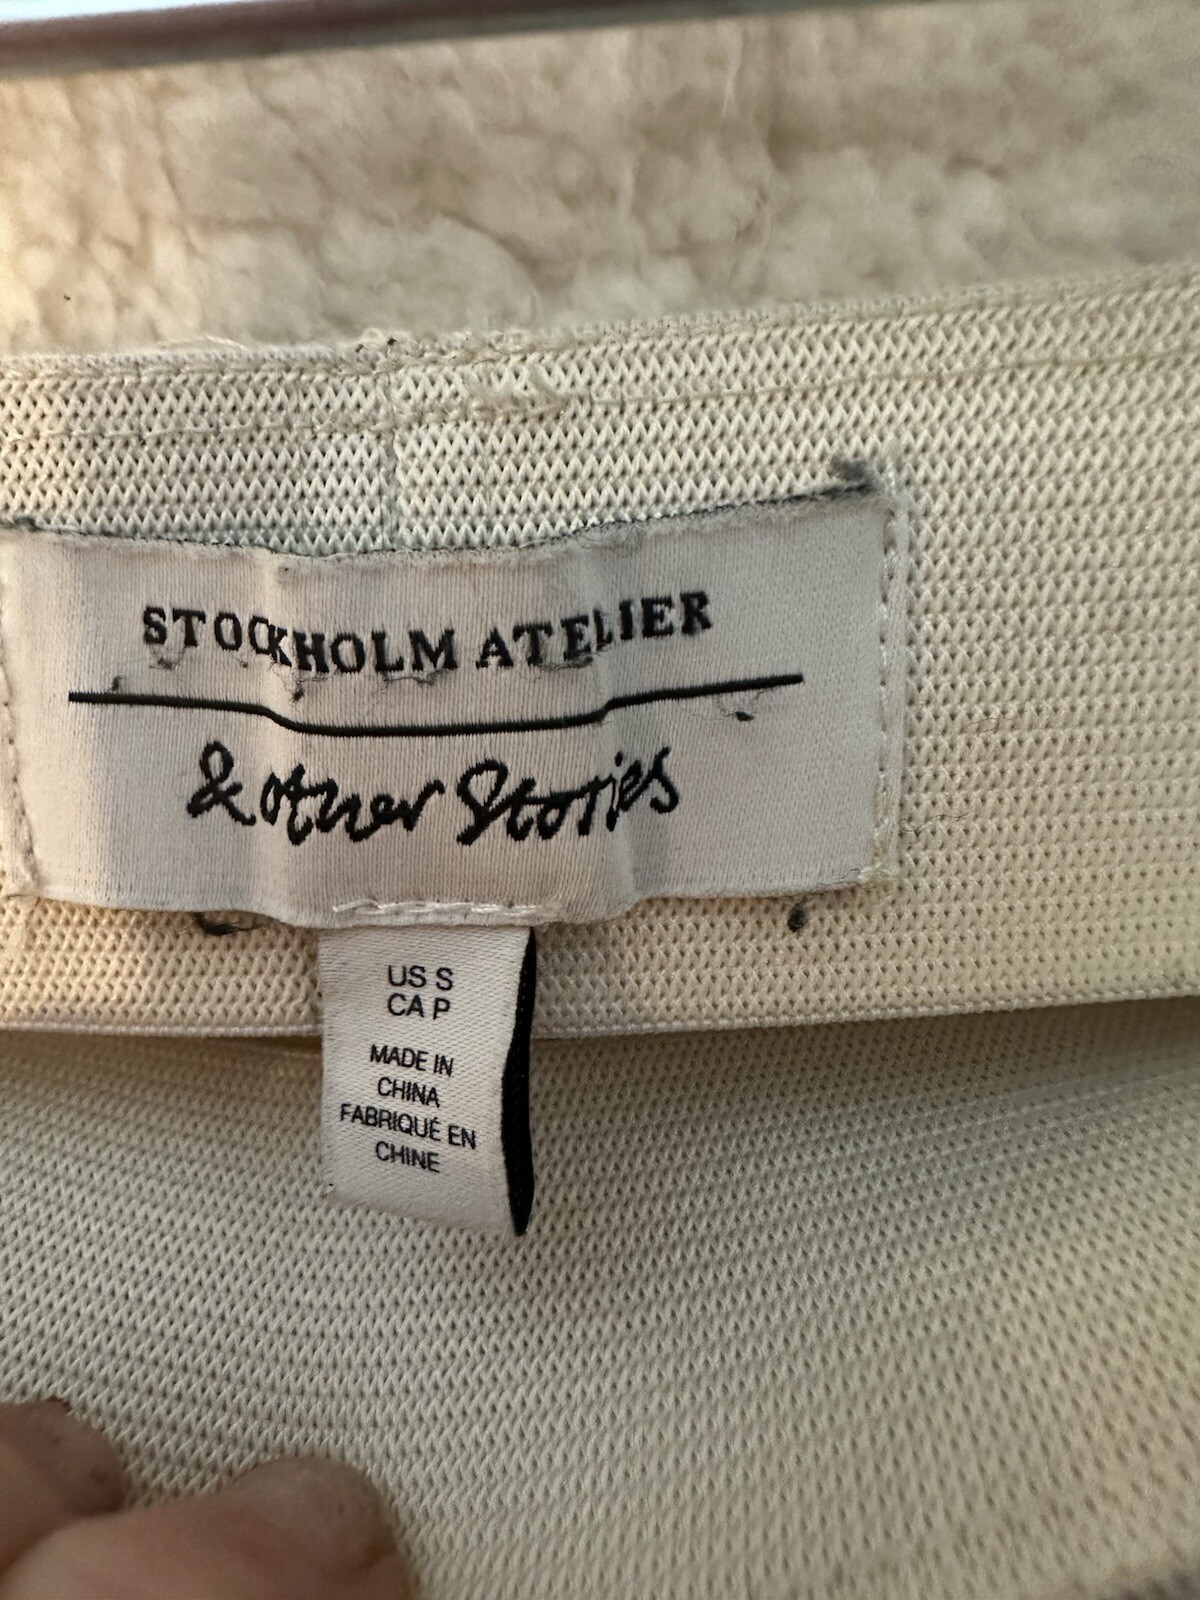 STOCKHOLM ATELIER
& other Stories
US S
CA P
MADE IN
CHINA
FABRIQUÉ EN
CHINE